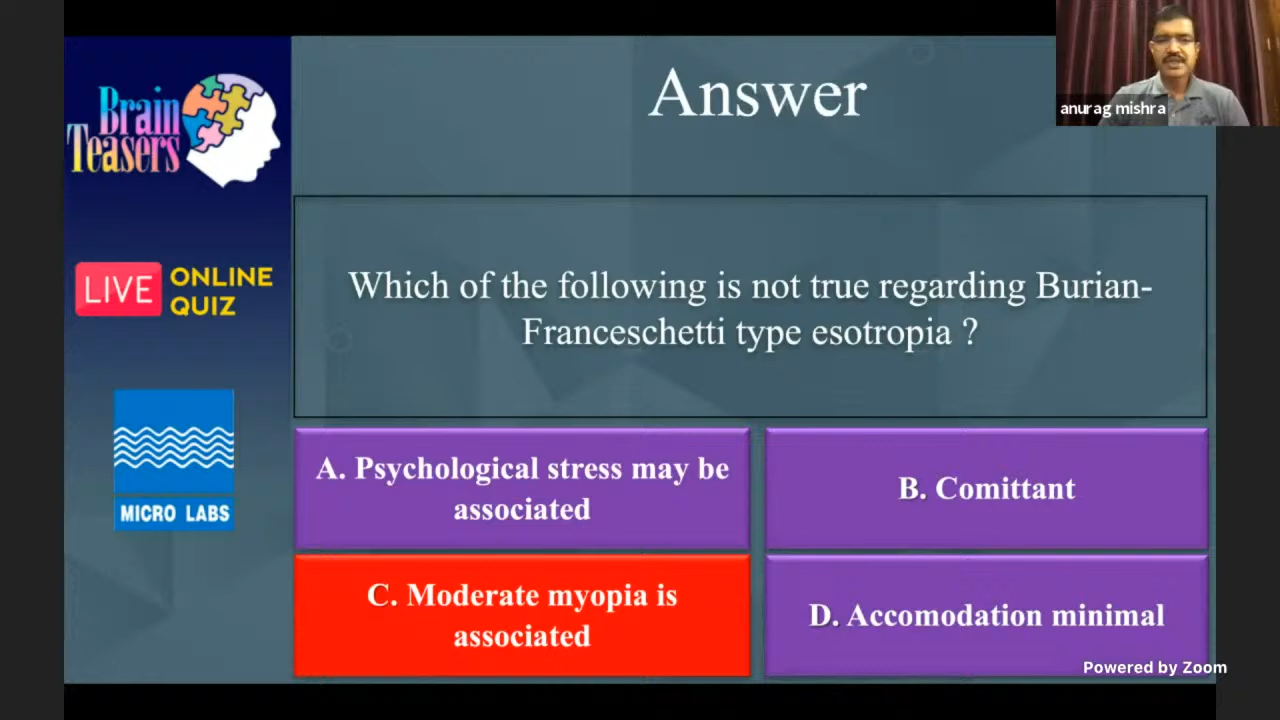 Brain
Teasers
LIVE ONLINE
QUIZ
MICRO LABS
Answer
anurag mishra
Which of the following is not true regarding Burian-
Franceschetti type esotropia ?
A. Psychological stress may be
associated
B. Comittant
C. Moderate myopia is
associated
D. Accomodation minimal
Powered by Zoom